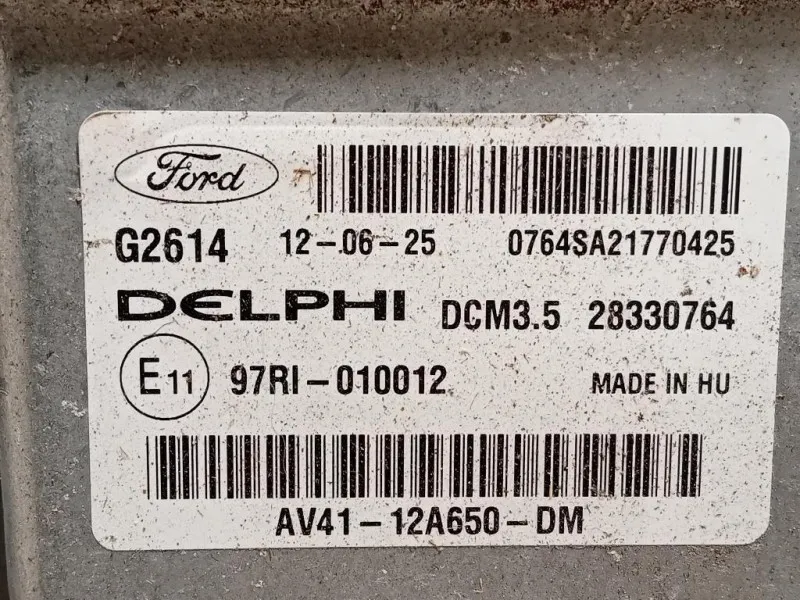 Ford
G2614 12-06-25 0764SA21770425
DELPHI DCM3.5 28330764
E11 97RI-010012 MADE IN HU
AV41-12A650-DM